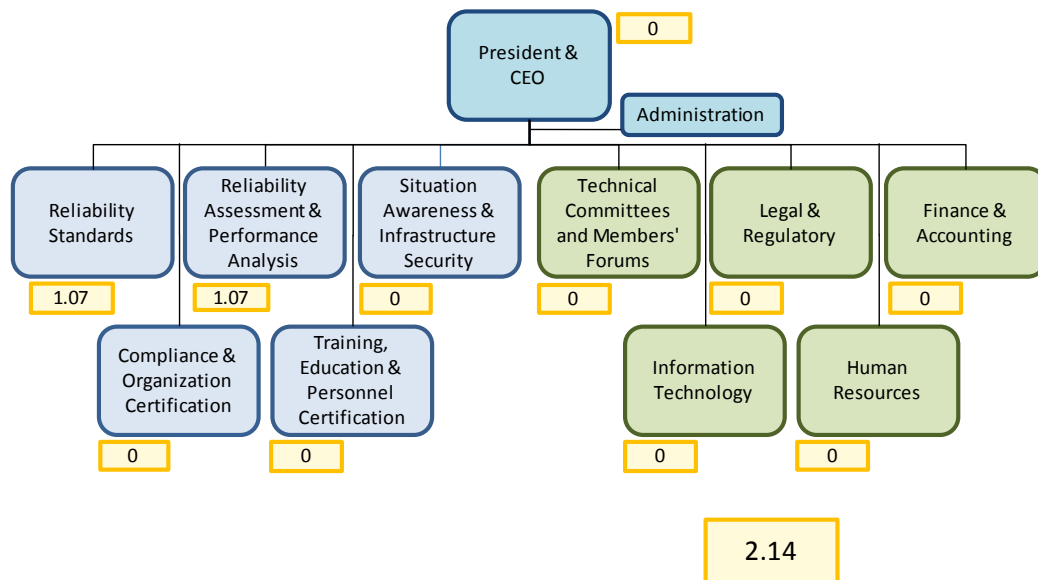 President &
CEO
0
Administration
Reliability
Standards
1.07
Reliability
Assessment &
Performance
Analysis
1.07
Situation
Awareness &
Infrastructure
Security
0
Technical
Committees
and Members'
Forums
0
Legal &
Regulatory
0
Finance &
Accounting
0
Compliance &
Organization
Certification
0
Training,
Education &
Personnel
Certification
0
Information
Technology
0
Human
Resources
0
2.14